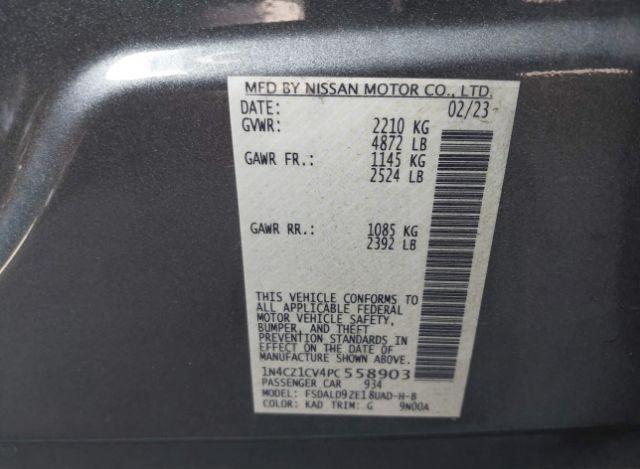 MFD BY NISSAN MOTOR CO., LTD.
DATE: 02/23
GVWR: 2210 KG
4872 LB
GAWR FR.: 1145 KG
2524 LB
GAWR RR.: 1085 KG
2392 LB
THIS VEHICLE CONFORMS TO
ALL APPLICABLE FEDERAL
MOTOR VEHICLE SAFETY,
BUMPER, AND THEFT
PREVENTION STANDARDS
IN EFFECT ON THE DATE OF
MANUFACTURE SHOWN ABOVE.
1N4CZ1CV4PC558903
PASSENGER CAR 934
MODEL: FSDALD9ZE18UAD-H-B
COLOR: KAD TRIM: G 9N00A